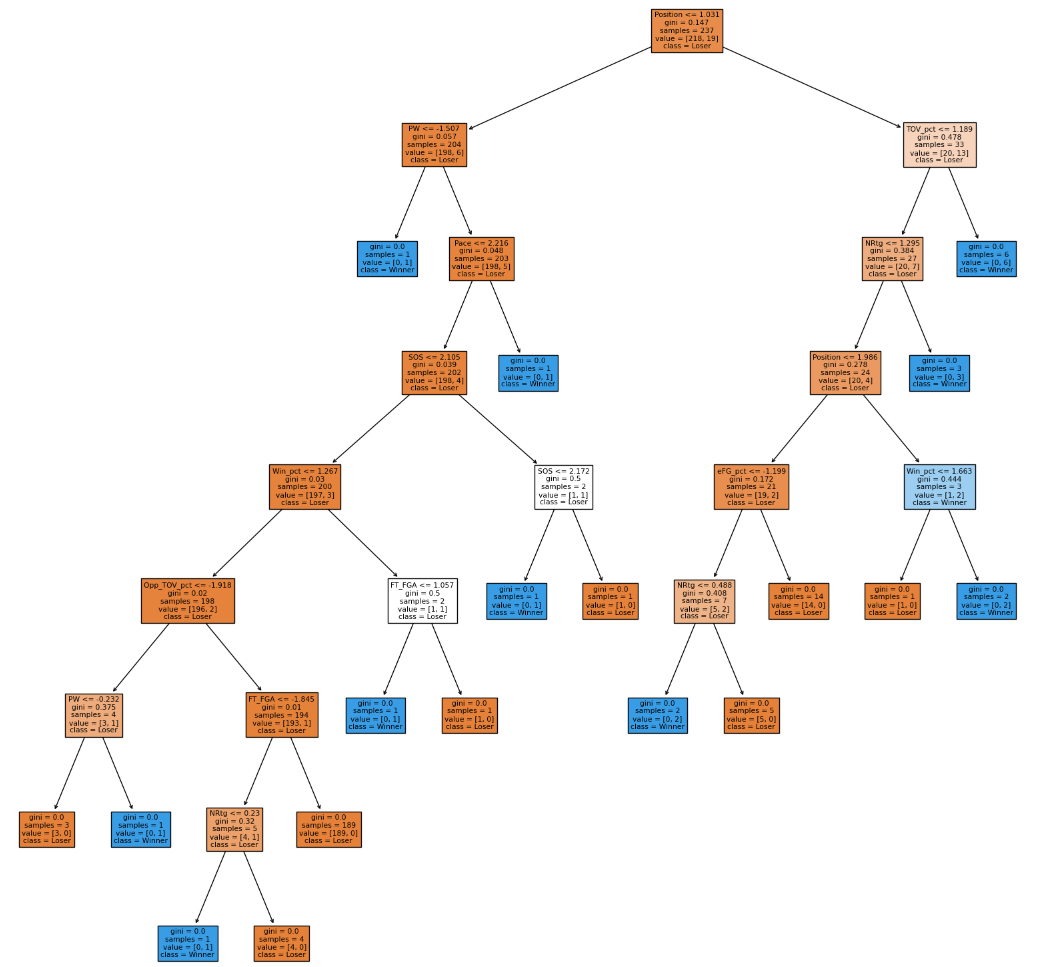 Position <= 1.031
gini = 0.147
samples = 237
value = [218, 19]
class = Loser
PW <= -1.507
gini = 0.057
samples = 204
value = [198, 6]
class = Loser
TOV_pct <= 1.189
gini = 0.478
samples = 33
value = [20, 13]
class = Loser
gini = 0.0
samples = 1
value = [0, 1]
class = Winner
Pace <= 2.216
gini = 0.048
samples = 203
value = [198, 5]
class = Loser
NRtg <= 1.295
gini = 0.384
samples = 27
value = [20, 7]
class = Loser
gini = 0.0
samples = 6
value = [0, 6]
class = Winner
SOS <= 2.105
gini = 0.039
samples = 202
value = [198, 4]
class = Loser
gini = 0.0
samples = 1
value = [0, 1]
class = Winner
Position <= 1.986
gini = 0.278
samples = 24
value = [20, 4]
class = Loser
gini = 0.0
samples = 3
value = [0, 3]
class = Winner
Win_pct <= 1.267
gini = 0.03
samples = 200
value = [197, 3]
class = Loser
SOS <= 2.172
gini = 0.5
samples = 2
value = [1, 1]
class = Loser
eFG_pct <= -1.199
gini = 0.172
samples = 21
value = [19, 2]
class = Loser
Win_pct <= 1.663
gini = 0.444
samples = 3
value = [1, 2]
class = Winner
Opp_TOV_pct <= -1.918
gini = 0.02
samples = 198
value = [196, 2]
class = Loser
FT_FGA <= 1.057
gini = 0.5
samples = 2
value = [1, 1]
class = Loser
gini = 0.0
samples = 1
value = [0, 1]
class = Winner
gini = 0.0
samples = 1
value = [1, 0]
class = Loser
NRtg <= 0.488
gini = 0.408
samples = 7
value = [5, 2]
class = Loser
gini = 0.0
samples = 14
value = [14, 0]
class = Loser
gini = 0.0
samples = 1
value = [1, 0]
class = Loser
gini = 0.0
samples = 2
value = [0, 2]
class = Winner
PW <= -0.232
gini = 0.375
samples = 4
value = [3, 1]
class = Loser
FT_FGA <= -1.845
gini = 0.01
samples = 194
value = [193, 1]
class = Loser
gini = 0.0
samples = 1
value = [0, 1]
class = Winner
gini = 0.0
samples = 1
value = [1, 0]
class = Loser
gini = 0.0
samples = 2
value = [0, 2]
class = Winner
gini = 0.0
samples = 5
value = [5, 0]
class = Loser
gini = 0.0
samples = 3
value = [3, 0]
class = Loser
gini = 0.0
samples = 1
value = [0, 1]
class = Winner
NRtg <= 0.23
gini = 0.32
samples = 5
value = [4, 1]
class = Loser
gini = 0.0
samples = 189
value = [189, 0]
class = Loser
gini = 0.0
samples = 1
value = [0, 1]
class = Winner
gini = 0.0
samples = 4
value = [4, 0]
class = Loser